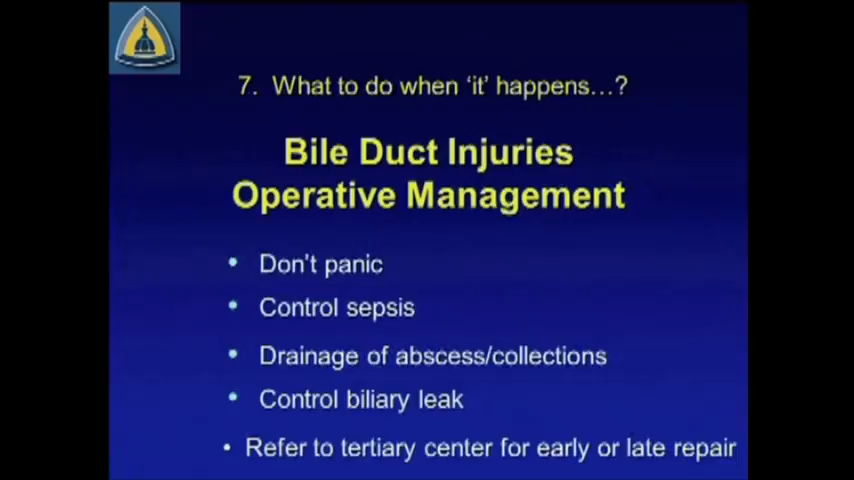 7. What to do when 'it' happens...?
Bile Duct Injuries
Operative Management
• Don't panic
• Control sepsis
• Drainage of abscess/collections
• Control biliary leak
• Refer to tertiary center for early or late repair